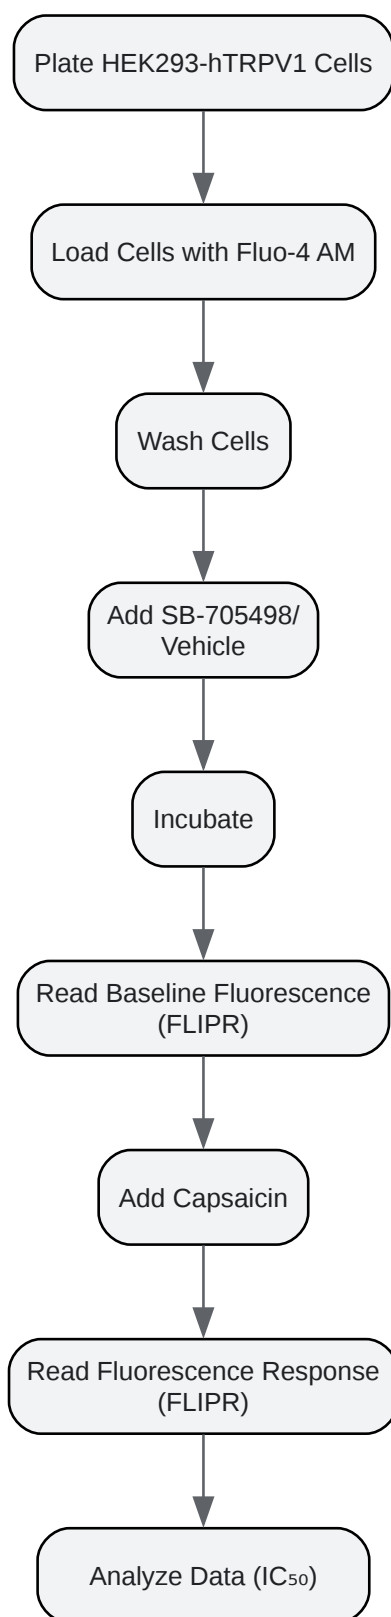 Plate HEK293-hTRPV1 Cells
Load Cells with Fluo-4 AM
Wash Cells
Add SB-705498/
Vehicle
Incubate
Read Baseline Fluorescence
(FLIPR)
Add Capsaicin
Read Fluorescence Response
(FLIPR)
Analyze Data (IC₅₀)